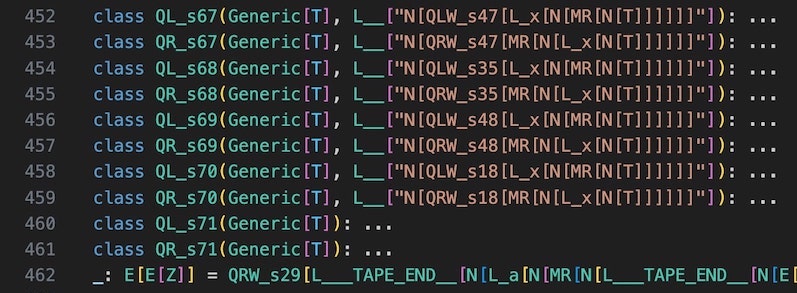 452 class QL_s67(Generic[T], L__["N[QLW_s47[L_x[N[MR[N[T]]]]]]"]): ...
453 class QR_s67(Generic[T], L__["N[QRW_s47[MR[N[L_x[N[T]]]]]]"]): ...
454 class QL_s68(Generic[T], L__["N[QLW_s35[L_x[N[MR[N[T]]]]]]"]): ...
455 class QR_s68(Generic[T], L__["N[QRW_s35[MR[N[L_x[N[T]]]]]]"]): ...
456 class QL_s69(Generic[T], L__["N[QLW_s48[L_x[N[MR[N[T]]]]]]"]): ...
457 class QR_s69(Generic[T], L__["N[QRW_s48[MR[N[L_x[N[T]]]]]]"]): ...
458 class QL_s70(Generic[T], L__["N[QLW_s18[L_x[N[MR[N[T]]]]]]"]): ...
459 class QR_s70(Generic[T], L__["N[QRW_s18[MR[N[L_x[N[T]]]]]]"]): ...
460 class QL_s71(Generic[T]): ...
461 class QR_s71(Generic[T]): ...
462 _: E[E[Z]] = QRW_s29[L___TAPE_END__[N[L_a[N[MR[N[L___TAPE_END__[N[E[